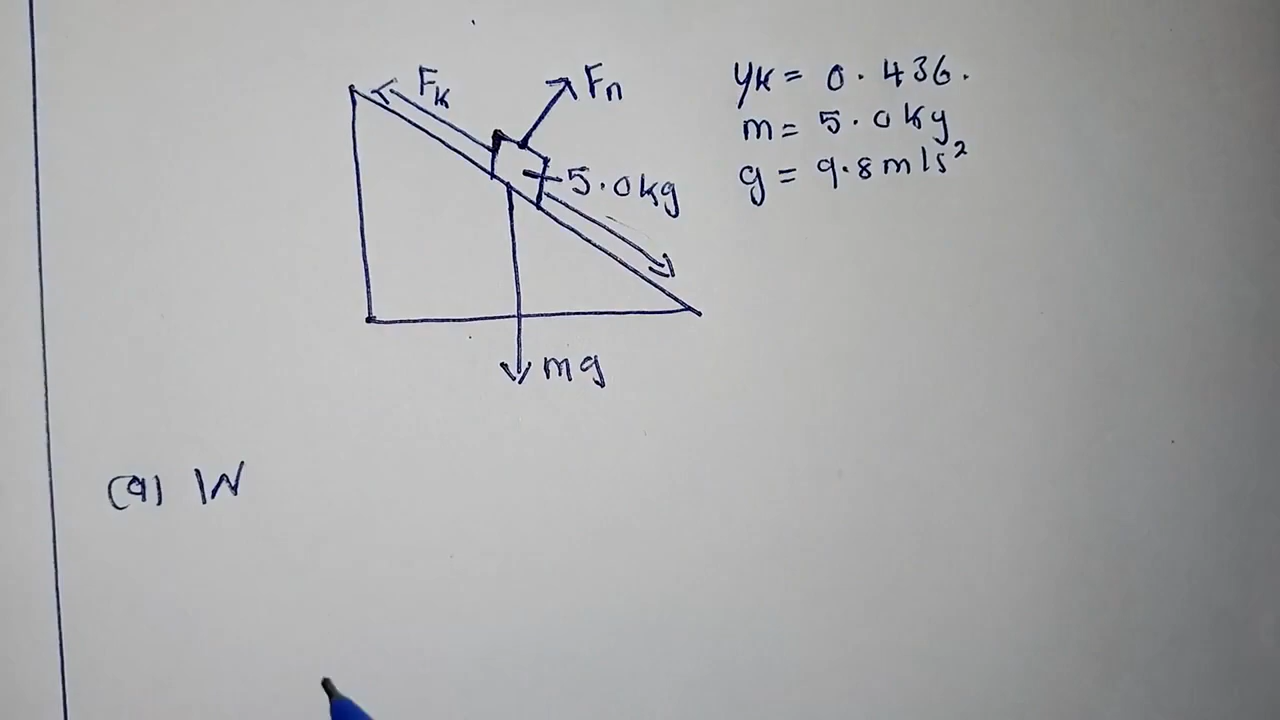 Fk
Fn
5.0kg
mg
μk = 0.436.
m = 5.0kg
g = 9.8m/s²
(a) W